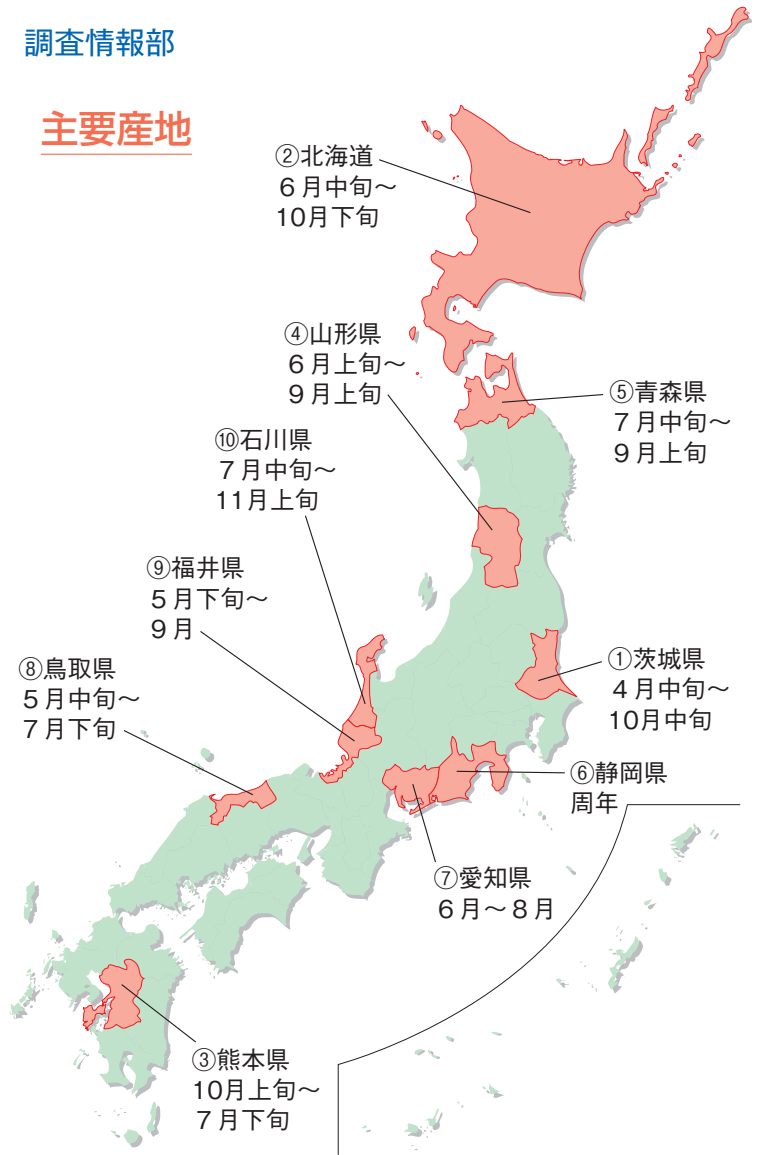 調査情報部
主要産地
②北海道
6月中旬～
10月下旬
④山形県
6月上旬～
9月上旬
⑤青森県
7月中旬～
9月上旬
⑩石川県
7月中旬～
11月上旬
⑨福井県
5月下旬～
9月
①茨城県
4月中旬～
10月中旬
⑧鳥取県
5月中旬～
7月下旬
⑥静岡県
周年
⑦愛知県
6月～8月
③熊本県
10月上旬～
7月下旬